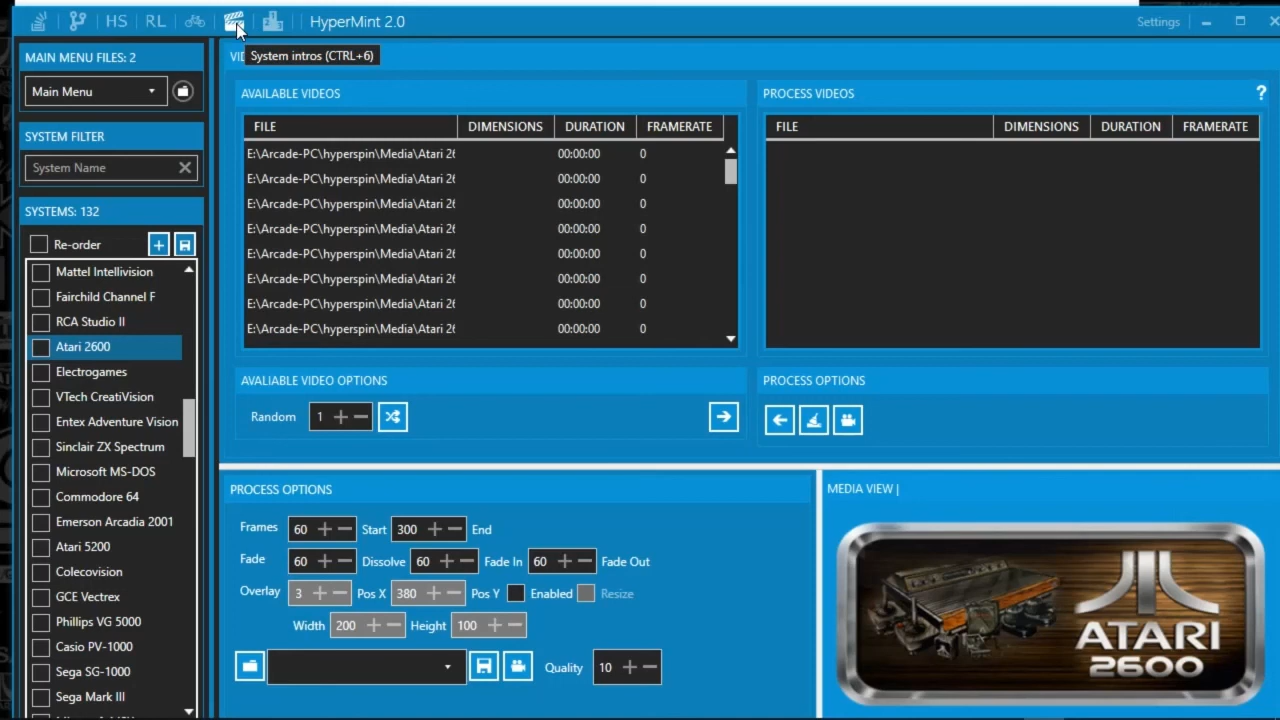 HS RL HyperMint 2.0 Settings
System intros (CTRL+6)
MAIN MENU FILES: 2
Main Menu
SYSTEM FILTER
System Name
SYSTEMS: 132
Re-order
Mattel Intellivision
Fairchild Channel F
RCA Studio II
Atari 2600
Electrogames
VTech CreatiVision
Entex Adventure Vision
Sinclair ZX Spectrum
Microsoft MS-DOS
Commodore 64
Emerson Arcadia 2001
Atari 5200
Colecovision
GCE Vectrex
Phillips VG 5000
Casio PV-1000
Sega SG-1000
Sega Mark III
AVAILABLE VIDEOS
FILE DIMENSIONS DURATION FRAMERATE
E:\Arcade-PC\hyperspin\Media\Atari 26 00:00:00 0
E:\Arcade-PC\hyperspin\Media\Atari 26 00:00:00 0
E:\Arcade-PC\hyperspin\Media\Atari 26 00:00:00 0
E:\Arcade-PC\hyperspin\Media\Atari 26 00:00:00 0
E:\Arcade-PC\hyperspin\Media\Atari 26 00:00:00 0
E:\Arcade-PC\hyperspin\Media\Atari 26 00:00:00 0
E:\Arcade-PC\hyperspin\Media\Atari 26 00:00:00 0
E:\Arcade-PC\hyperspin\Media\Atari 26 00:00:00 0
AVALIABLE VIDEO OPTIONS
Random 1
PROCESS VIDEOS ?
FILE DIMENSIONS DURATION FRAMERATE
PROCESS OPTIONS
PROCESS OPTIONS
Frames 60 Start 300 End
Fade 60 Dissolve 60 Fade In 60 Fade Out
Overlay 3 Pos X 380 Pos Y Enabled Resize
Width 200 Height 100
Quality 10
MEDIA VIEW |
ATARI
2600